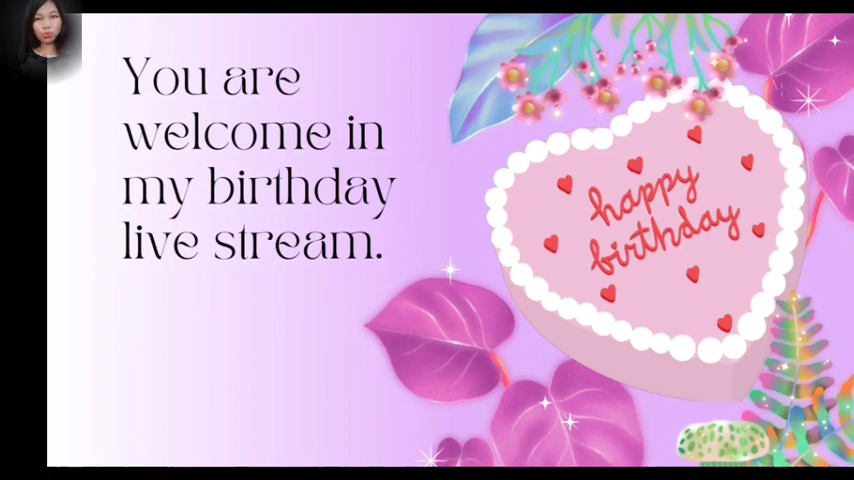 You are
welcome in
my birthday
live stream.
happy
birthday